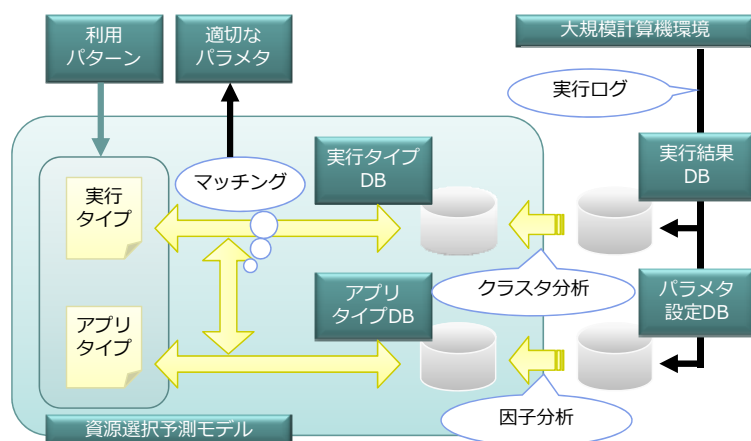 利用
パターン
適切な
パラメタ
大規模計算機環境
実行ログ
実行
タイプ
マッチング
実行タイプ
DB
実行結果
DB
クラスタ分析
アプリ
タイプ
アプリ
タイプDB
パラメタ
設定DB
因子分析
資源選択予測モデル